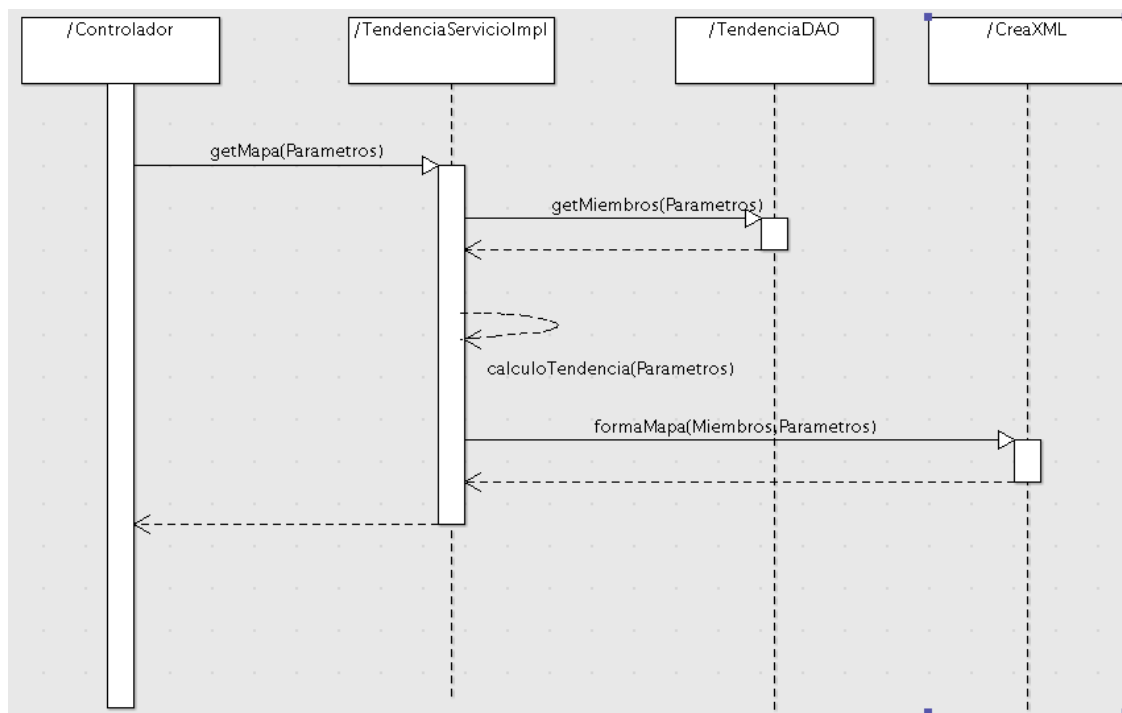 /Controlador
/TendenciaServicioImpl
/TendenciaDAO
/CreaXML
getMapa(Parametros)
getMiembros(Parametros)
calculoTendencia(Parametros)
formaMapa(Miembros,Parametros)